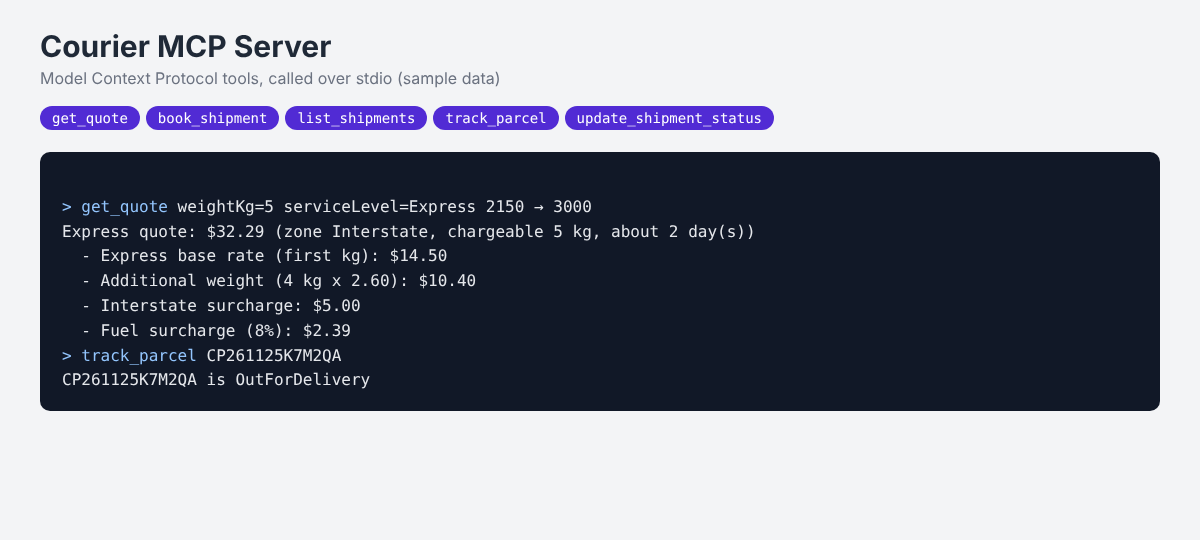 Courier MCP Server
Model Context Protocol tools, called over stdio (sample data)
get_quote book_shipment list_shipments track_parcel update_shipment_status
> get_quote weightKg=5 serviceLevel=Express 2150 → 3000
Express quote: $32.29 (zone Interstate, chargeable 5 kg, about 2 day(s))
  - Express base rate (first kg): $14.50
  - Additional weight (4 kg x 2.60): $10.40
  - Interstate surcharge: $5.00
  - Fuel surcharge (8%): $2.39
> track_parcel CP261125K7M2QA
CP261125K7M2QA is OutForDelivery